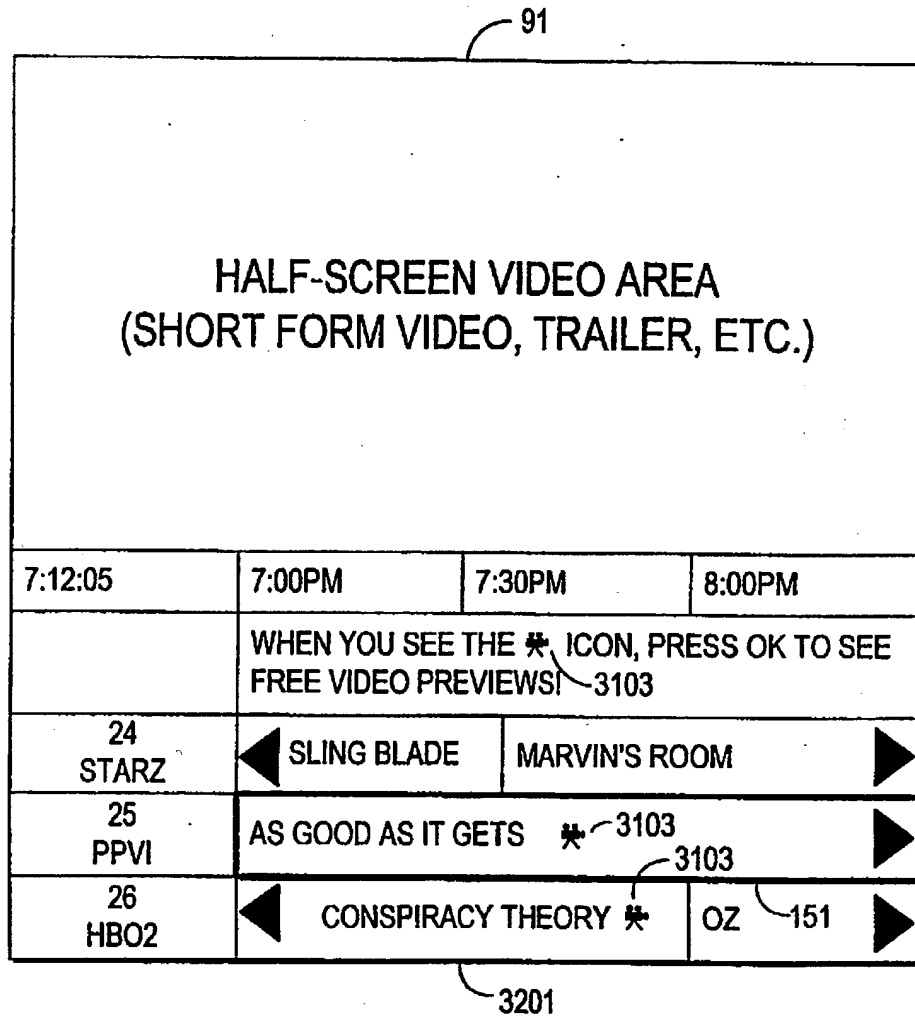 91
HALF-SCREEN VIDEO AREA
(SHORT FORM VIDEO, TRAILER, ETC.)
7:12:05 7:00PM 7:30PM 8:00PM
WHEN YOU SEE THE ICON, PRESS OK TO SEE
FREE VIDEO PREVIEWS! 3103
24
STARZ
SLING BLADE MARVIN'S ROOM
25
PPVI
AS GOOD AS IT GETS 3103
3103
26
HBO2
CONSPIRACY THEORY OZ 151
3201